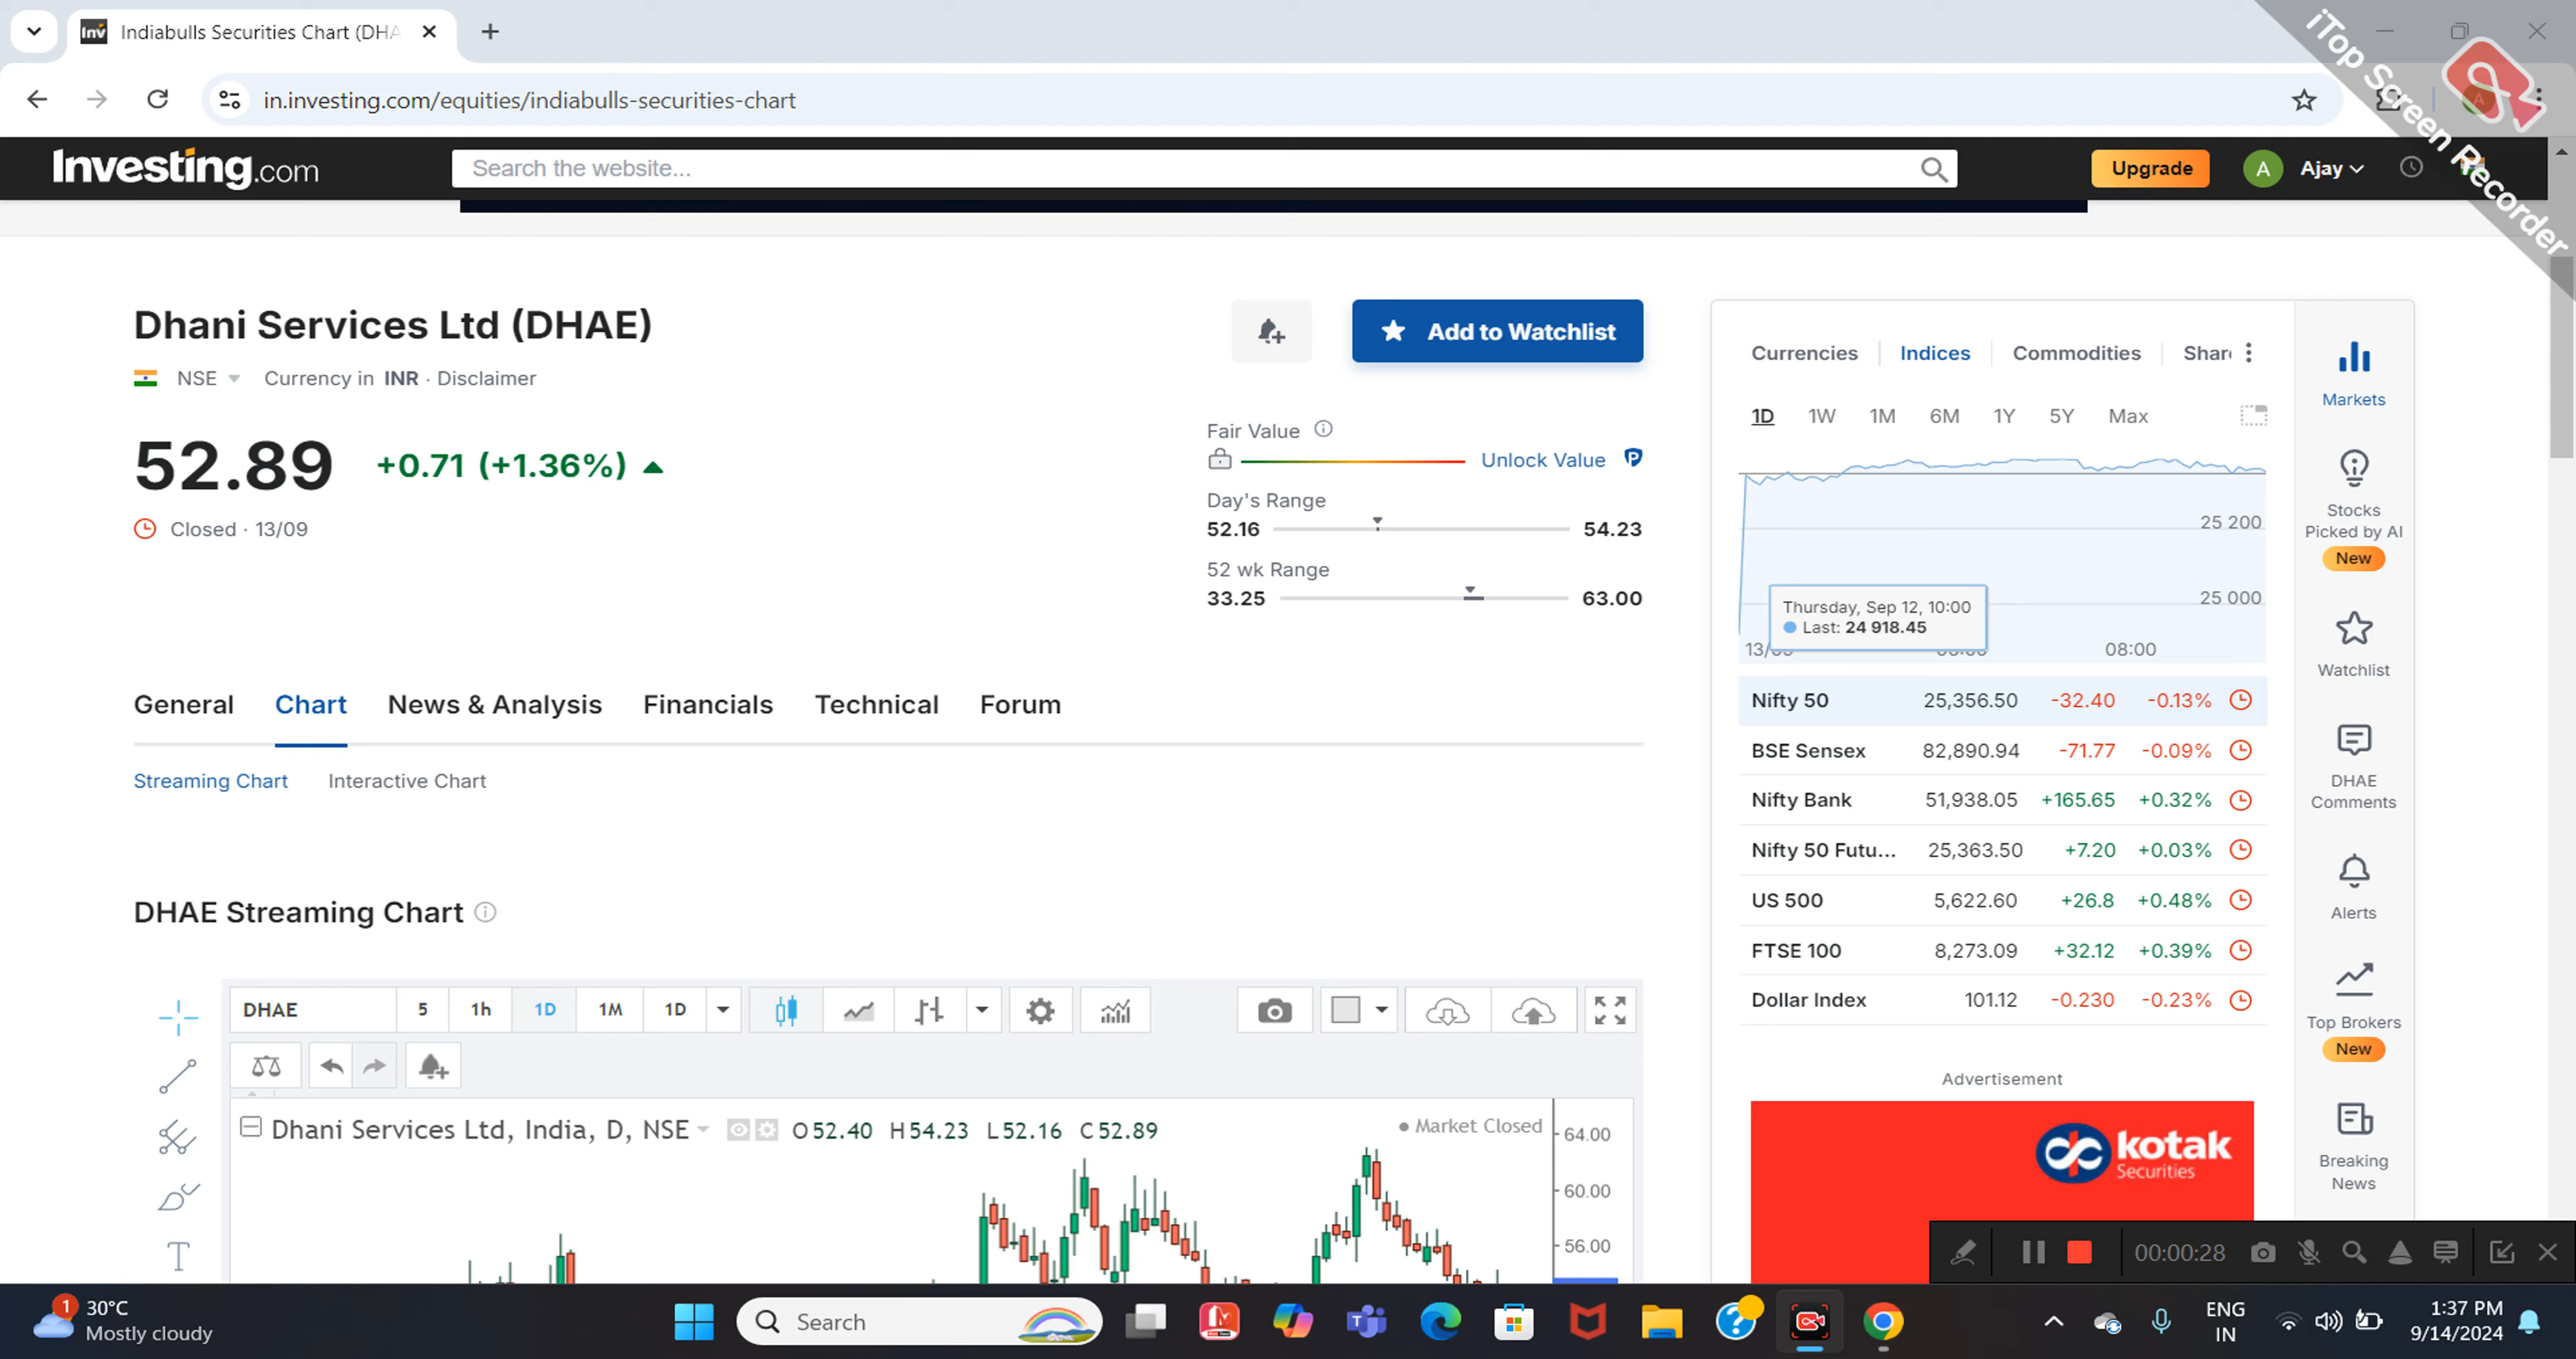 Indiabulls Securities Chart (DHA
in.investing.com/equities/indiabulls-securities-chart
iTop Screen Recorder
Investing.com
Search the website...
Upgrade
A
Ajay
Dhani Services Ltd (DHAE)
NSE
Currency in INR · Disclaimer
52.89
+0.71 (+1.36%)
Closed · 13/09
Add to Watchlist
Fair Value
Unlock Value
Day's Range
52.16
54.23
52 wk Range
33.25
63.00
General
Chart
News & Analysis
Financials
Technical
Forum
Streaming Chart
Interactive Chart
DHAE Streaming Chart
DHAE
5
1h
1D
1M
1D
Dhani Services Ltd, India, D, NSE
O52.40 H54.23 L52.16 C52.89
Market Closed
64.00
60.00
56.00
T
Currencies
Indices
Commodities
Shar
1D 1W 1M 6M 1Y 5Y Max
25 200
25 000
Thursday, Sep 12, 10:00
Last: 24 918.45
08:00
Nifty 50 25,356.50 -32.40 -0.13%
BSE Sensex 82,890.94 -71.77 -0.09%
Nifty Bank 51,938.05 +165.65 +0.32%
Nifty 50 Futu... 25,363.50 +7.20 +0.03%
US 500 5,622.60 +26.8 +0.48%
FTSE 100 8,273.09 +32.12 +0.39%
Dollar Index 101.12 -0.230 -0.23%
Advertisement
kotak
Securities
Markets
Stocks
Picked by AI
New
Watchlist
DHAE
Comments
Alerts
Top Brokers
New
Breaking
News
00:00:28
1
30°C
Mostly cloudy
Search
ENG
IN
1:37 PM
9/14/2024